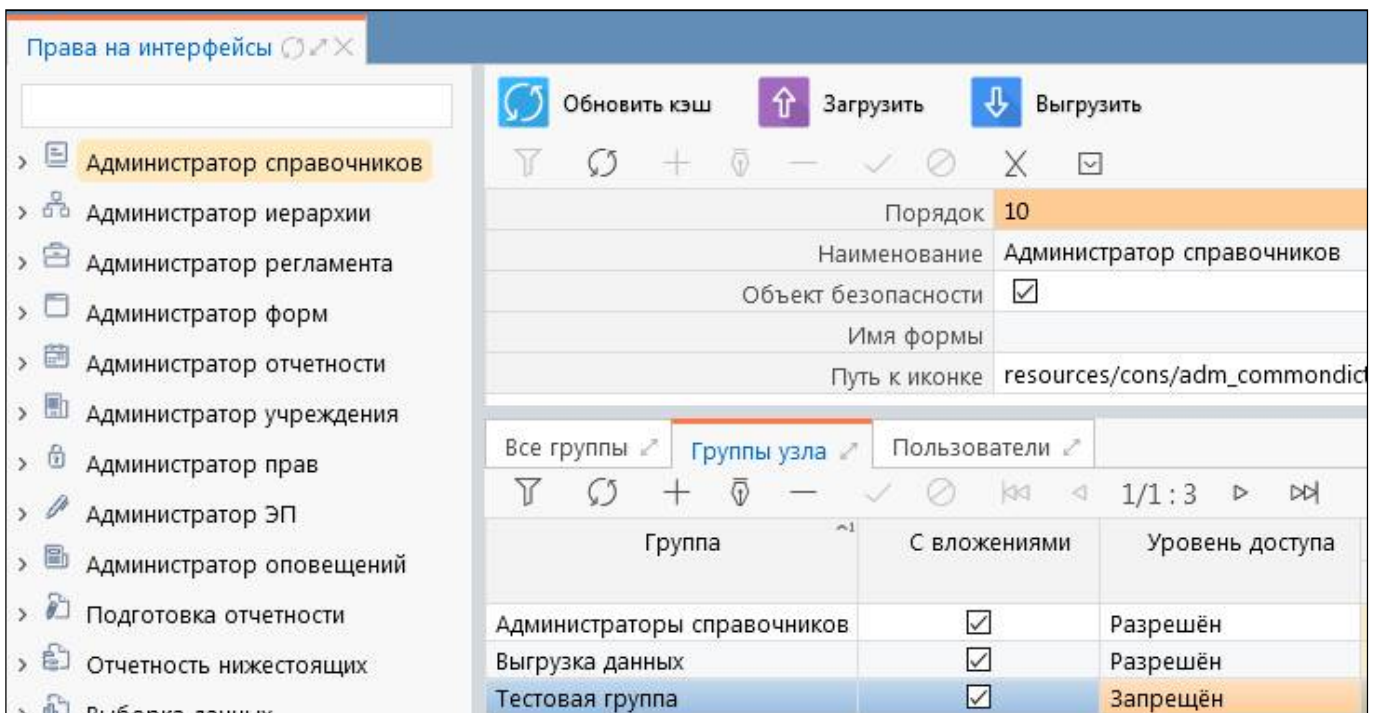 Права на интерфейсы
Обновить кэш Загрузить Выгрузить
Администратор справочников
Администратор иерархии
Администратор регламента
Администратор форм
Администратор отчетности
Администратор учреждения
Администратор прав
Администратор ЭП
Администратор оповещений
Подготовка отчетности
Отчетность нижестоящих
Выборка данных
Порядок 10
Наименование Администратор справочников
Объект безопасности
Имя формы
Путь к иконке resources/cons/adm_commondict
Все группы Группы узла Пользователи
1/1 : 3
Группа 1 С вложениями Уровень доступа
Администраторы справочников Разрешён
Выгрузка данных Разрешён
Тестовая группа Запрещён